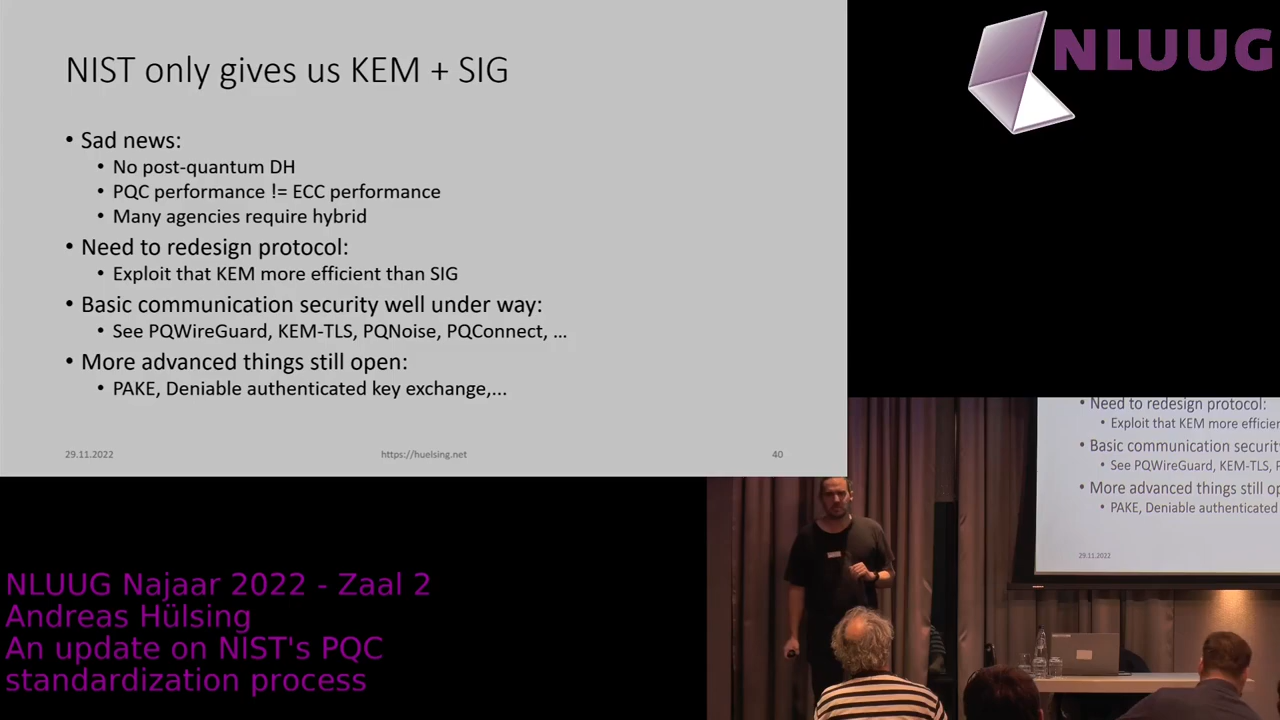 NIST only gives us KEM + SIG
• Sad news:
• No post-quantum DH
• PQC performance != ECC performance
• Many agencies require hybrid
• Need to redesign protocol:
• Exploit that KEM more efficient than SIG
• Basic communication security well under way:
• See PQWireGuard, KEM-TLS, PQNoise, PQConnect, ...
• More advanced things still open:
• PAKE, Deniable authenticated key exchange,...
29.11.2022
https://huelsing.net
40
NLUUG
• Need to redesign protocol:
• Exploit that KEM more efficien
• Basic communication security
• See PQWireGuard, KEM-TLS, P
• More advanced things still op
• PAKE, Deniable authenticated
29.11.2022
NLUUG Najaar 2022 - Zaal 2
Andreas Hülsing
An update on NIST's PQC
standardization process